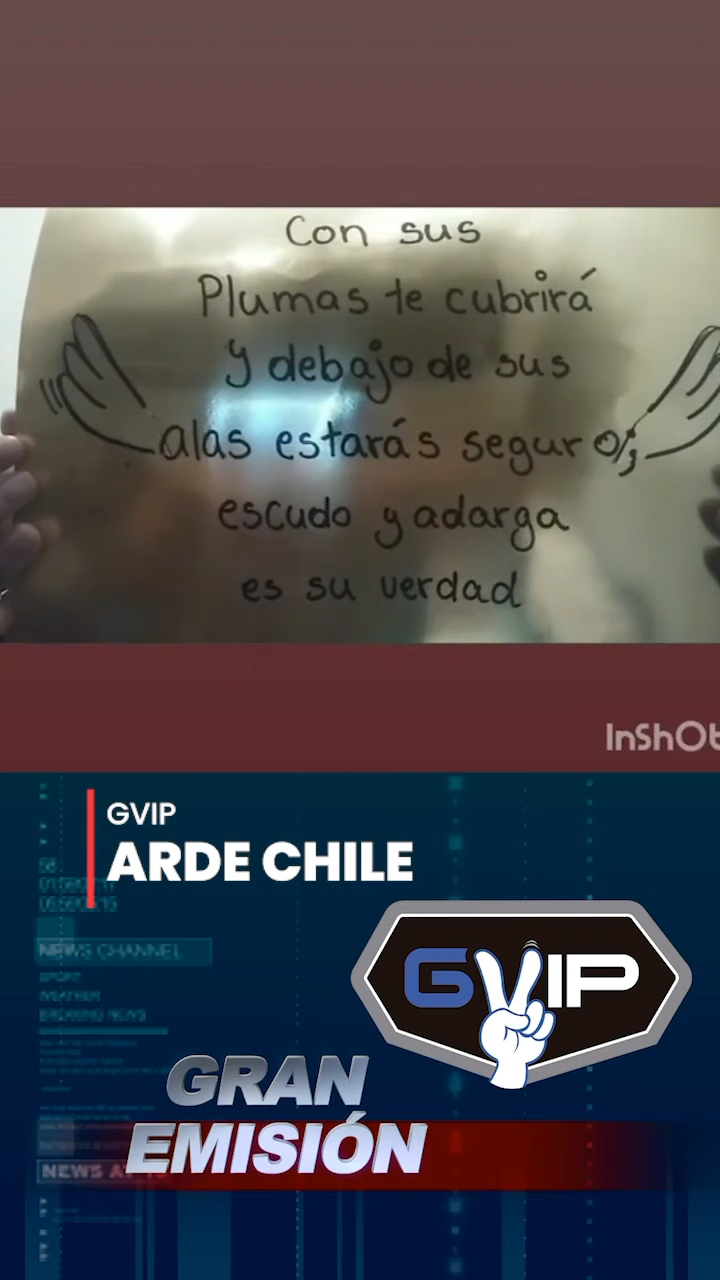 Con sus
Plumas te cubrirá
y debajo de sus
alas estarás seguro;
escudo y adarga
es su verdad
InShOt
GVIP
ARDE CHILE
NEWS CHANNEL
SPORT
WEATHER
BREAKING NEWS
GVIP
GRAN
EMISIÓN
NEWS AT